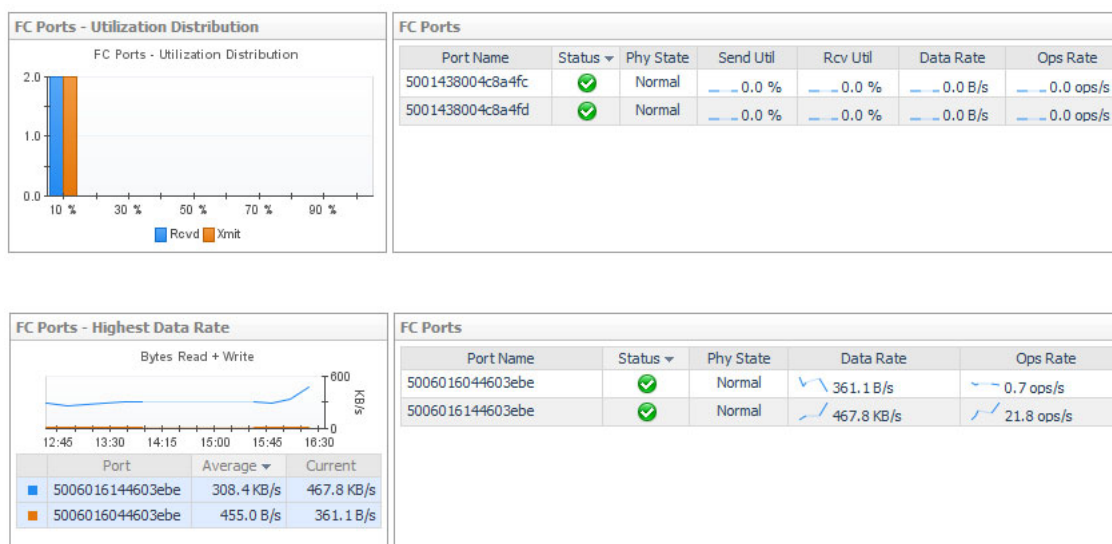 FC Ports - Utilization Distribution
FC Ports - Utilization Distribution
2.0
1.0
0.0
10 % 30 % 50 % 70 % 90 %
Rcvd Xmit
FC Ports
Port Name Status Phy State Send Util Rcv Util Data Rate Ops Rate
5001438004c8a4fc Normal 0.0 % 0.0 % 0.0 B/s 0.0 ops/s
5001438004c8a4fd Normal 0.0 % 0.0 % 0.0 B/s 0.0 ops/s
FC Ports - Highest Data Rate
Bytes Read + Write
600
KB/s
0
12:45 13:30 14:15 15:00 15:45 16:30
Port Average Current
5006016144603ebe 308.4 KB/s 467.8 KB/s
5006016044603ebe 455.0 B/s 361.1 B/s
FC Ports
Port Name Status Phy State Data Rate Ops Rate
5006016044603ebe Normal 361.1 B/s 0.7 ops/s
5006016144603ebe Normal 467.8 KB/s 21.8 ops/s